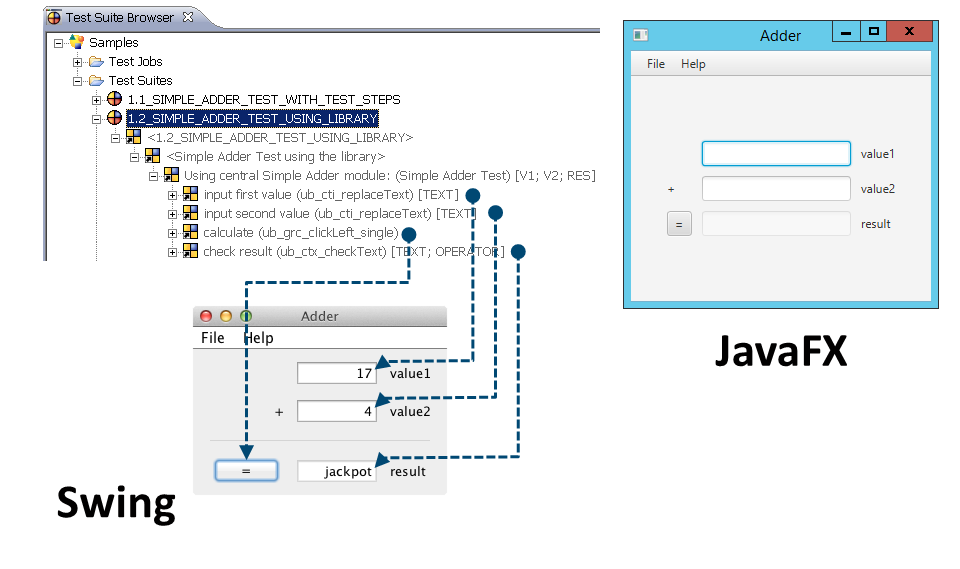 Test Suite Browser
Samples
Test Jobs
Test Suites
1.1_SIMPLE_ADDER_TEST_WITH_TEST_STEPS
1.2_SIMPLE_ADDER_TEST_USING_LIBRARY
<1.2_SIMPLE_ADDER_TEST_USING_LIBRARY>
<Simple Adder Test using the library>
Using central Simple Adder module: (Simple Adder Test) [V1; V2; RES]
input first value (ub_cti_replaceText) [TEXT]
input second value (ub_cti_replaceText) [TEXT]
calculate (ub_grc_clickLeft_single)
check result (ub_ctx_checkText) [TEXT; OPERATOR]
Adder
File Help
17 value1
+ 4 value2
= jackpot result
Swing
Adder
File Help
value1
+ value2
= result
JavaFX